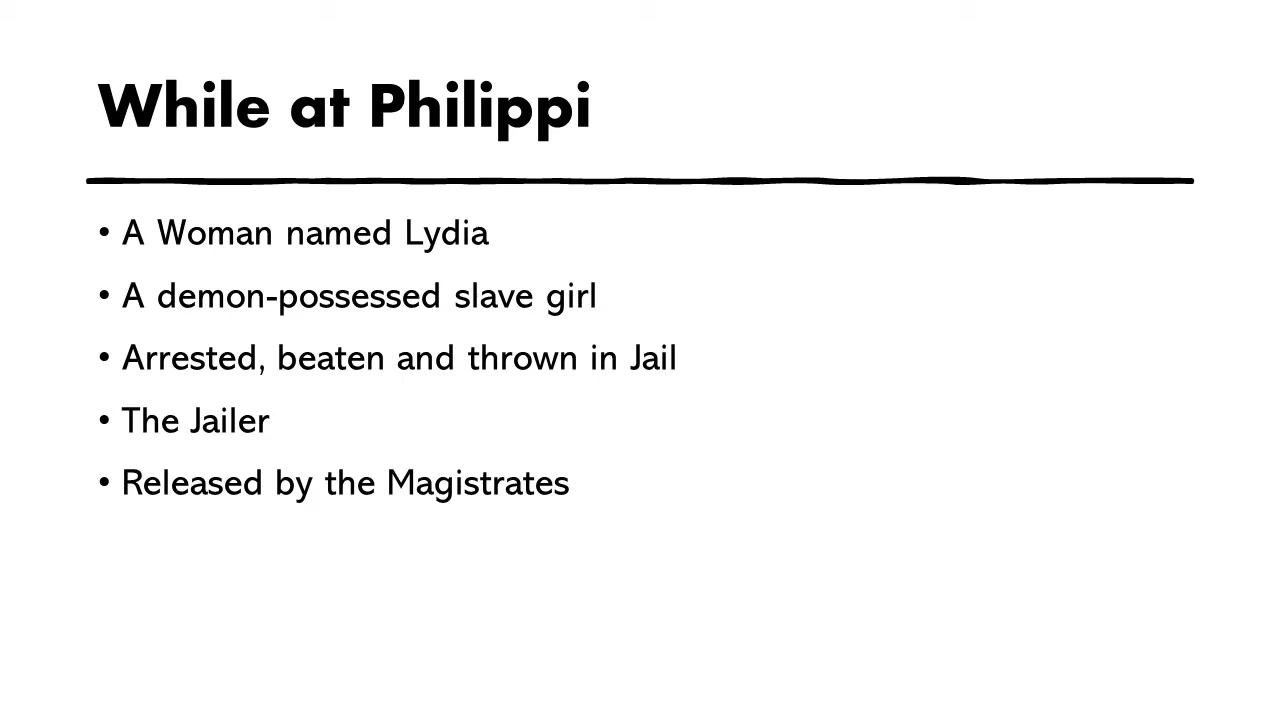 While at Philippi
• A Woman named Lydia
• A demon-possessed slave girl
• Arrested, beaten and thrown in Jail
• The Jailer
• Released by the Magistrates